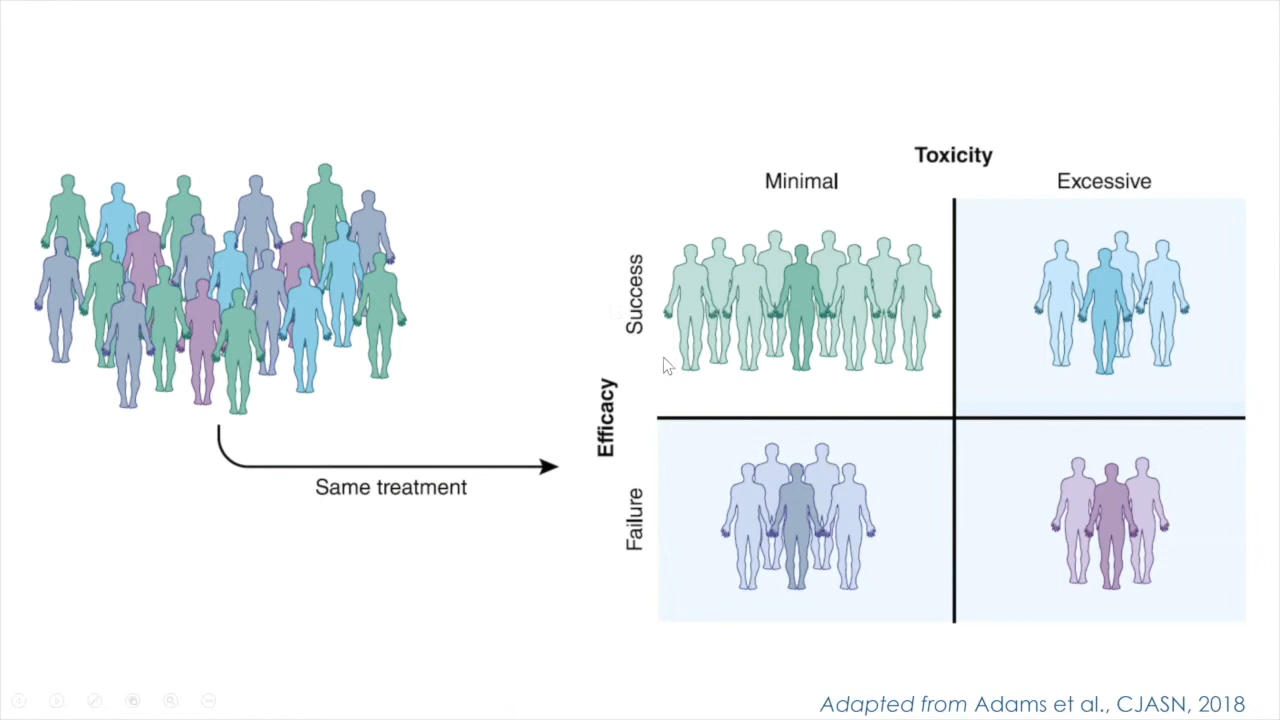 Toxicity
Minimal
Excessive
Success
Efficacy
Failure
Same treatment
Adapted from Adams et al., CJASN, 2018